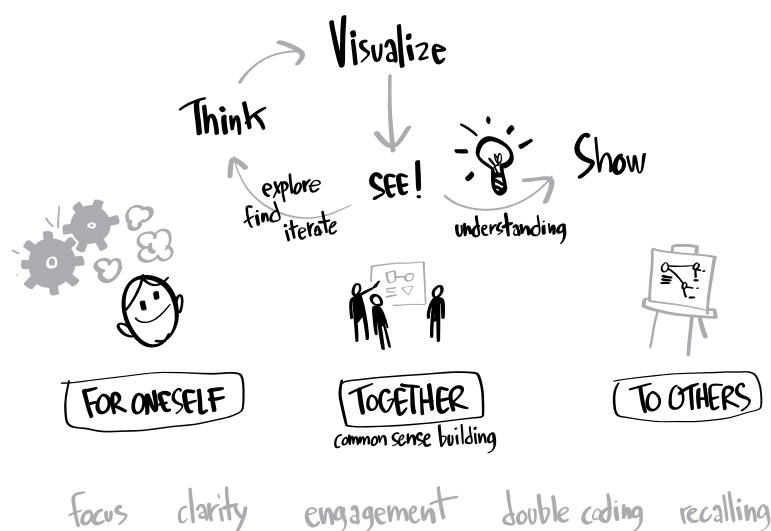 Visualize
Think
SEE!
Show
explore
find
iterate
understanding
FOR ONESELF
TOGETHER
TO OTHERS
common sense building
focus clarity engagement double coding recalling